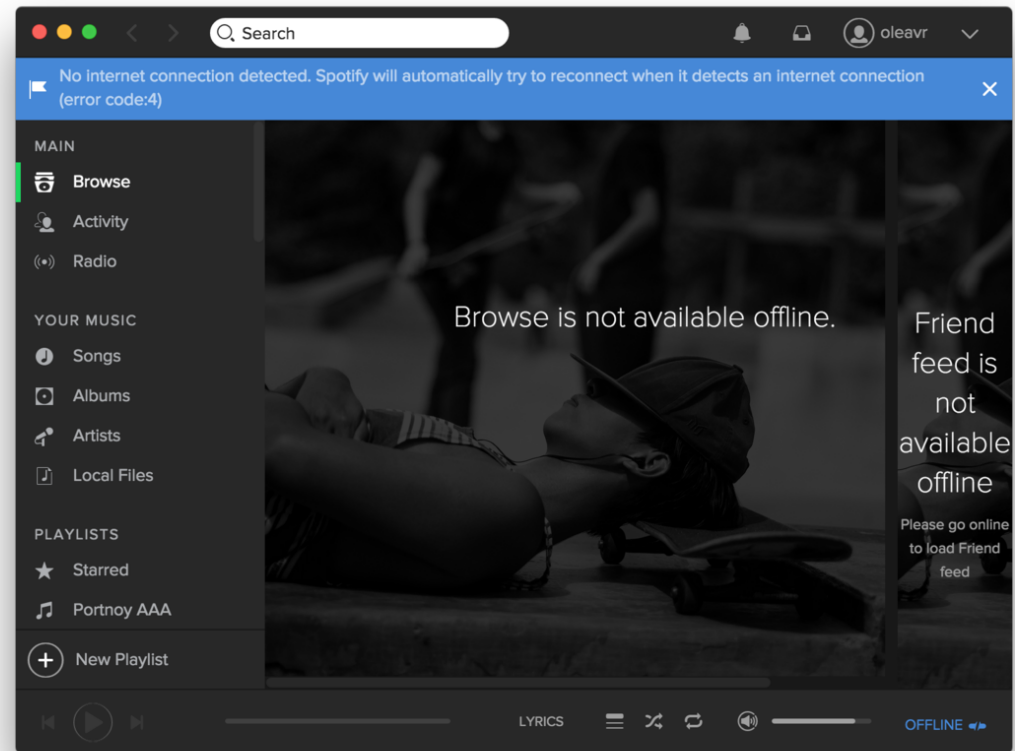 Search
oleavr
No internet connection detected. Spotify will automatically try to reconnect when it detects an internet connection
(error code:4)
MAIN
Browse
Activity
Radio
YOUR MUSIC
Songs
Albums
Artists
Local Files
PLAYLISTS
Starred
Portnoy AAA
New Playlist
Browse is not available offline.
Friend
feed is
not
available
offline
Please go online
to load Friend
feed
LYRICS
OFFLINE